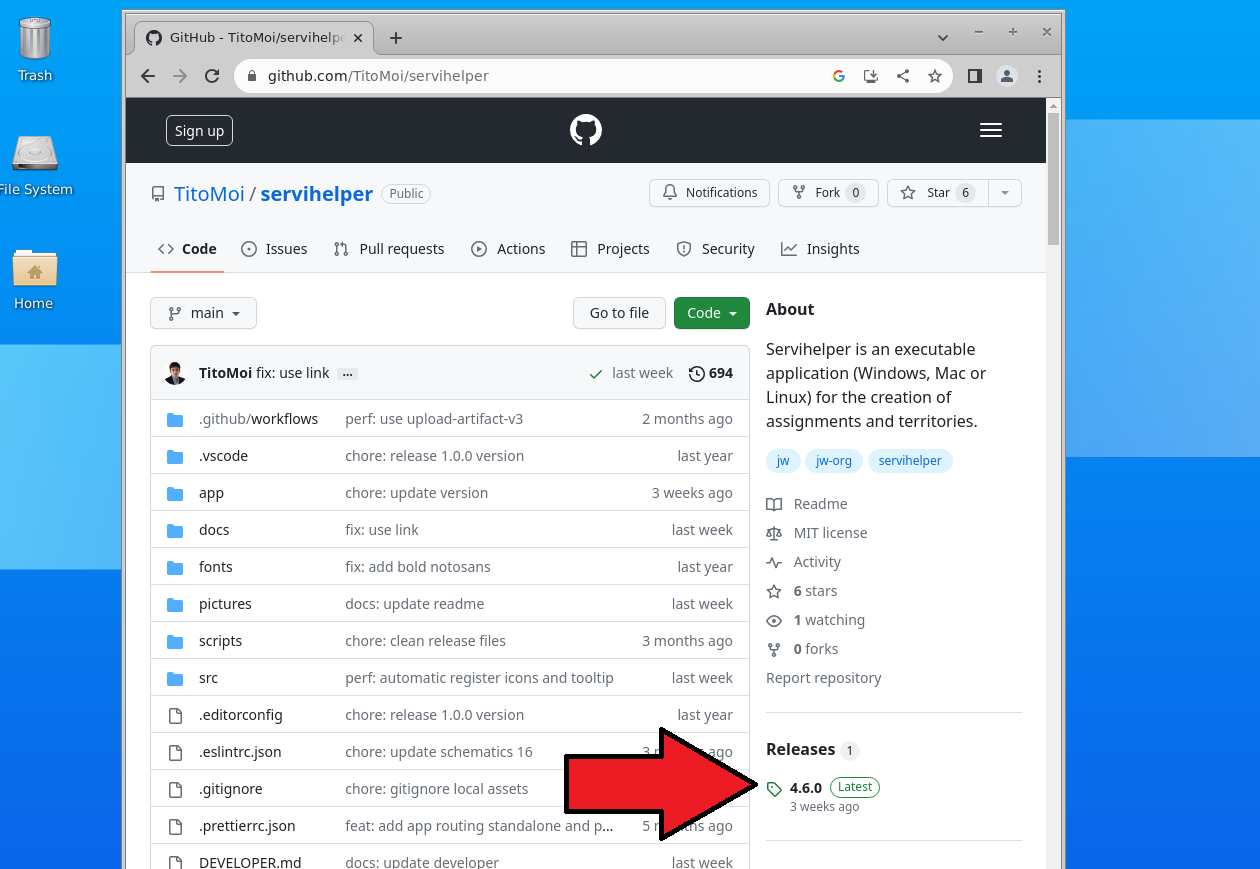 Trash
File System
Home
GitHub - TitoMoi/servihelpe
github.com/TitoMoi/servihelper
Sign up
TitoMoi / servihelper Public
Notifications Fork 0 Star 6
Code Issues Pull requests Actions Projects Security Insights
main Go to file Code
TitoMoi fix: use link ... last week 694
.github/workflows perf: use upload-artifact-v3 2 months ago
.vscode chore: release 1.0.0 version last year
app chore: update version 3 weeks ago
docs fix: use link last week
fonts fix: add bold notosans last year
pictures docs: update readme last week
scripts chore: clean release files 3 months ago
src perf: automatic register icons and tooltip last week
.editorconfig chore: release 1.0.0 version last year
.eslintrc.json chore: update schematics 16 3 ago
.gitignore chore: gitignore local assets
.prettierrc.json feat: add app routing standalone and p... 5 ago
DEVELOPER.md docs: update developer last week
About
Servihelper is an executable
application (Windows, Mac or
Linux) for the creation of
assignments and territories.
jw jw-org servihelper
Readme
MIT license
Activity
6 stars
1 watching
0 forks
Report repository
Releases 1
4.6.0 Latest
3 weeks ago